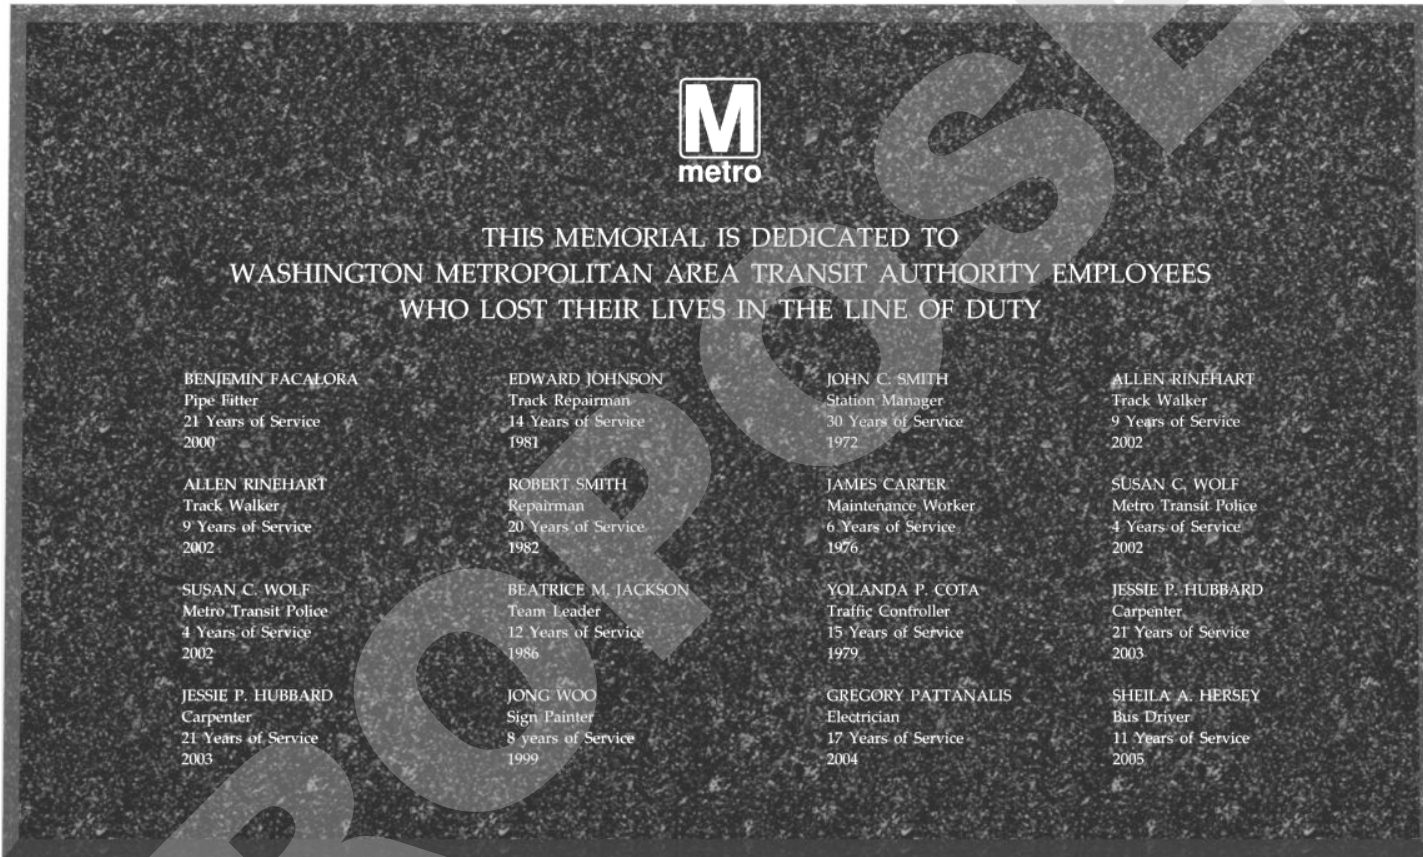 M
metro
THIS MEMORIAL IS DEDICATED TO
WASHINGTON METROPOLITAN AREA TRANSIT AUTHORITY EMPLOYEES
WHO LOST THEIR LIVES IN THE LINE OF DUTY
BENJEMIN FACALORA
Pipe Fitter
21 Years of Service
2000
ALLEN RINEHART
Track Walker
9 Years of Service
2002
SUSAN C. WOLF
Metro Transit Police
4 Years of Service
2002
JESSIE P. HUBBARD
Carpenter
21 Years of Service
2003
EDWARD JOHNSON
Track Repairman
14 Years of Service
1981
ROBERT SMITH
Repairman
20 Years of Service
1982
BEATRICE M. JACKSON
Team Leader
12 Years of Service
1986
JONG WOO
Sign Painter
8 years of Service
1999
JOHN C. SMITH
Station Manager
30 Years of Service
1972
JAMES CARTER
Maintenance Worker
6 Years of Service
1976
YOLANDA P. COTA
Traffic Controller
15 Years of Service
1979
GREGORY PATTANALIS
Electrician
17 Years of Service
2004
ALLEN RINEHART
Track Walker
9 Years of Service
2002
SUSAN C. WOLF
Metro Transit Police
4 Years of Service
2002
JESSIE P. HUBBARD
Carpenter
21 Years of Service
2003
SHEILA A. HERSEY
Bus Driver
11 Years of Service
2005
ROPOSE